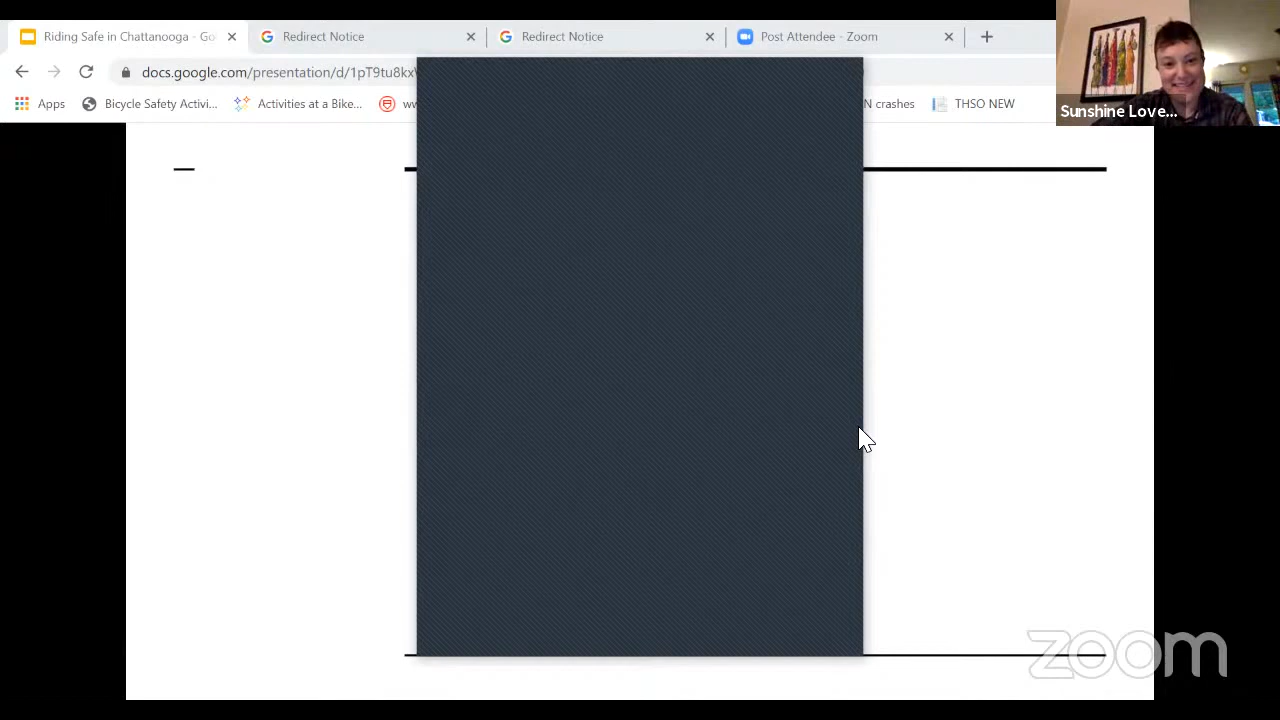 Riding Safe in Chattanooga - Go
Redirect Notice
Redirect Notice
Post Attendee - Zoom
docs.google.com/presentation/d/1pT9tu8kx
Apps
Bicycle Safety Activi...
Activities at a Bike...
ww
N crashes
THSO NEW
Sunshine Love...
zoom